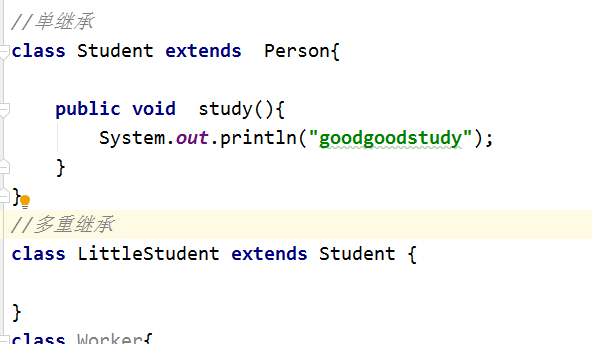 //单继承
class Student extends  Person{
    public void  study(){
        System.out.println("goodgoodstudy");
    }
}
//多重继承
class LittleStudent extends Student {
}
class Worker{